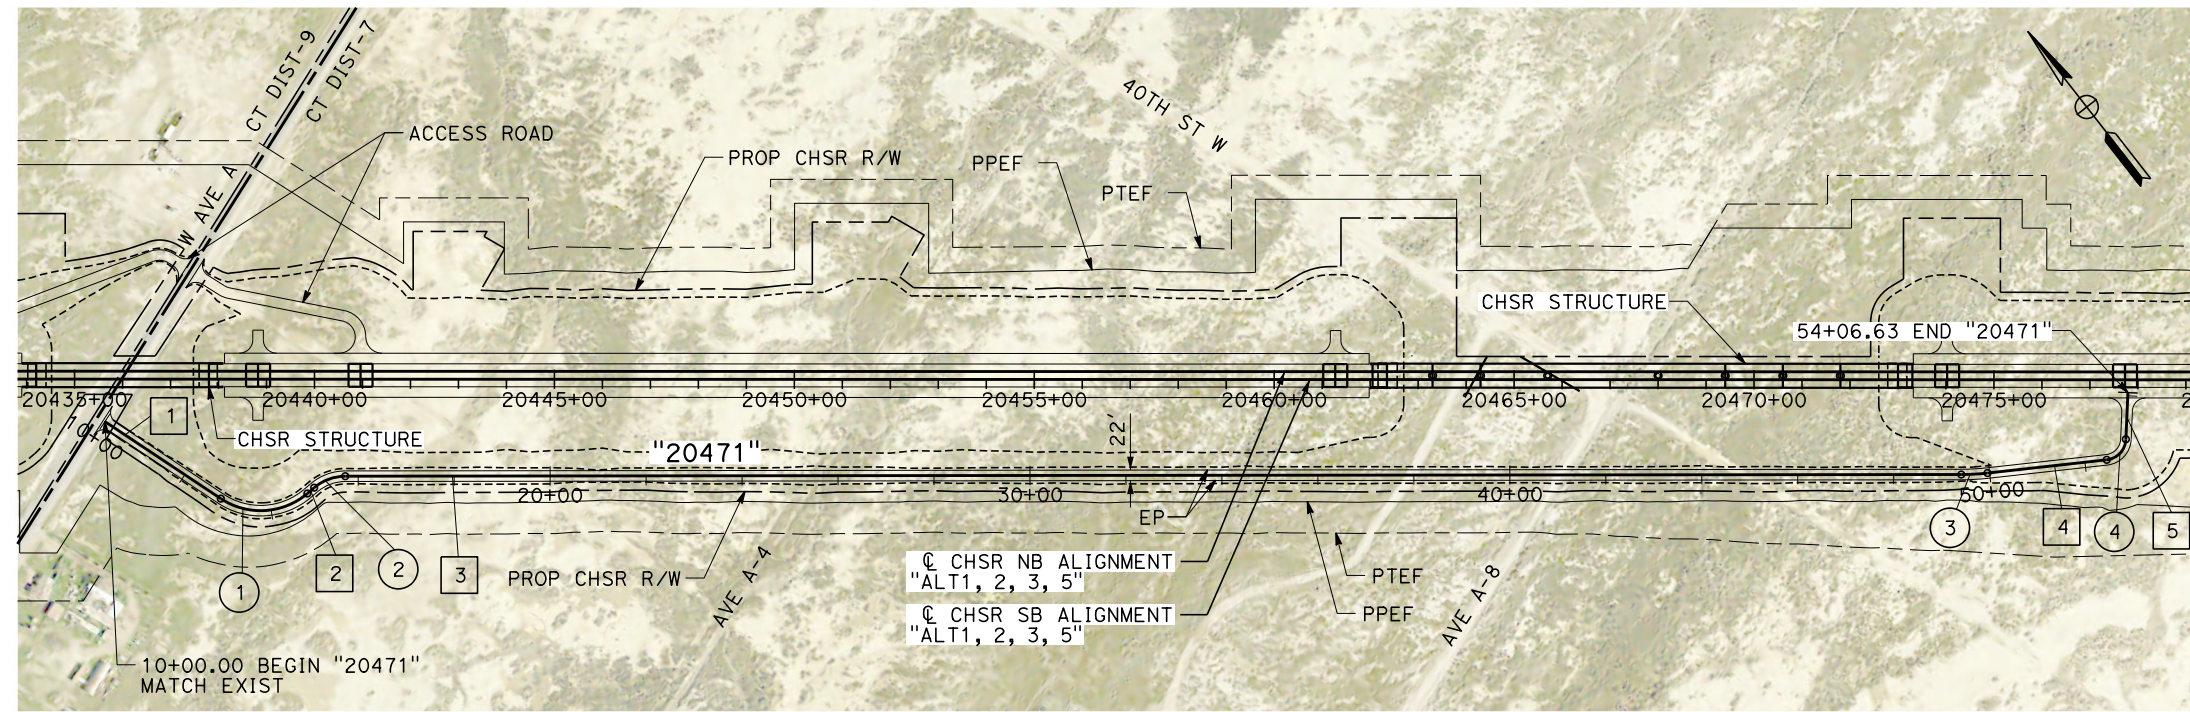 CT DIST-9
CT DIST-7
W AVE A
ACCESS ROAD
PROP CHSR R/W
PPEF
PTEF
40TH ST W
CHSR STRUCTURE
54+06.63 END "20471"
20435+00
20440+00
20445+00
20450+00
20455+00
20460+00
20465+00
20470+00
20475+00
2
1
0+00
CHSR STRUCTURE
"20471"
22'
20+00
30+00
40+00
50+00
EP
1
2
2
3
3
4
4
5
PROP CHSR R/W
AVE A-4
℄ CHSR NB ALIGNMENT
"ALT1, 2, 3, 5"
℄ CHSR SB ALIGNMENT
"ALT1, 2, 3, 5"
PTEF
PPEF
AVE A-8
10+00.00 BEGIN "20471"
MATCH EXIST